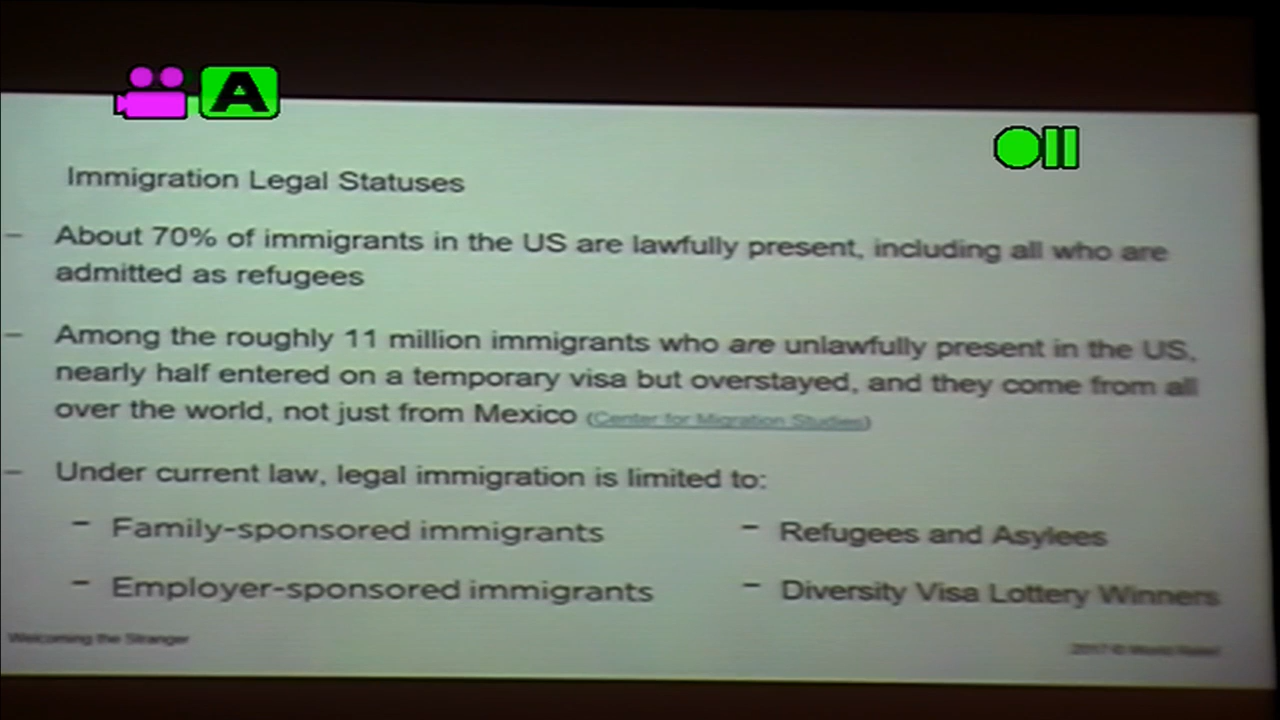 A
Immigration Legal Statuses
– About 70% of immigrants in the US are lawfully present, including all who are
admitted as refugees
– Among the roughly 11 million immigrants who are unlawfully present in the US,
nearly half entered on a temporary visa but overstayed, and they come from all
over the world, not just from Mexico (Center for Migration Studies)
– Under current law, legal immigration is limited to:
– Family-sponsored immigrants
– Refugees and Asylees
– Employer-sponsored immigrants
– Diversity Visa Lottery Winners
Welcoming the Stranger
2017 © World Relief